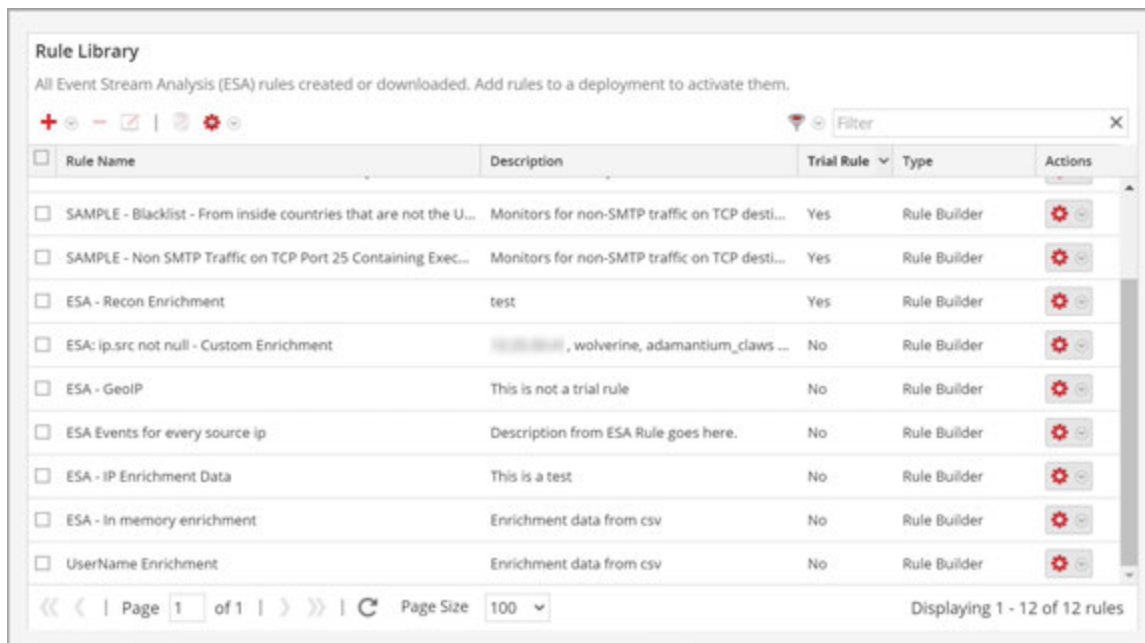 Rule Library
All Event Stream Analysis (ESA) rules created or downloaded. Add rules to a deployment to activate them.
Filter
Rule Name Description Trial Rule Type Actions
SAMPLE - Blacklist - From inside countries that are not the U... Monitors for non-SMTP traffic on TCP desti... Yes Rule Builder
SAMPLE - Non SMTP Traffic on TCP Port 25 Containing Exec... Monitors for non-SMTP traffic on TCP desti... Yes Rule Builder
ESA - Recon Enrichment test Yes Rule Builder
ESA: ip.src not null - Custom Enrichment , wolverine, adamantium_claws ... No Rule Builder
ESA - GeoIP This is not a trial rule No Rule Builder
ESA Events for every source ip Description from ESA Rule goes here. No Rule Builder
ESA - IP Enrichment Data This is a test No Rule Builder
ESA - In memory enrichment Enrichment data from csv No Rule Builder
UserName Enrichment Enrichment data from csv No Rule Builder
Page 1 of 1 Page Size 100 Displaying 1 - 12 of 12 rules